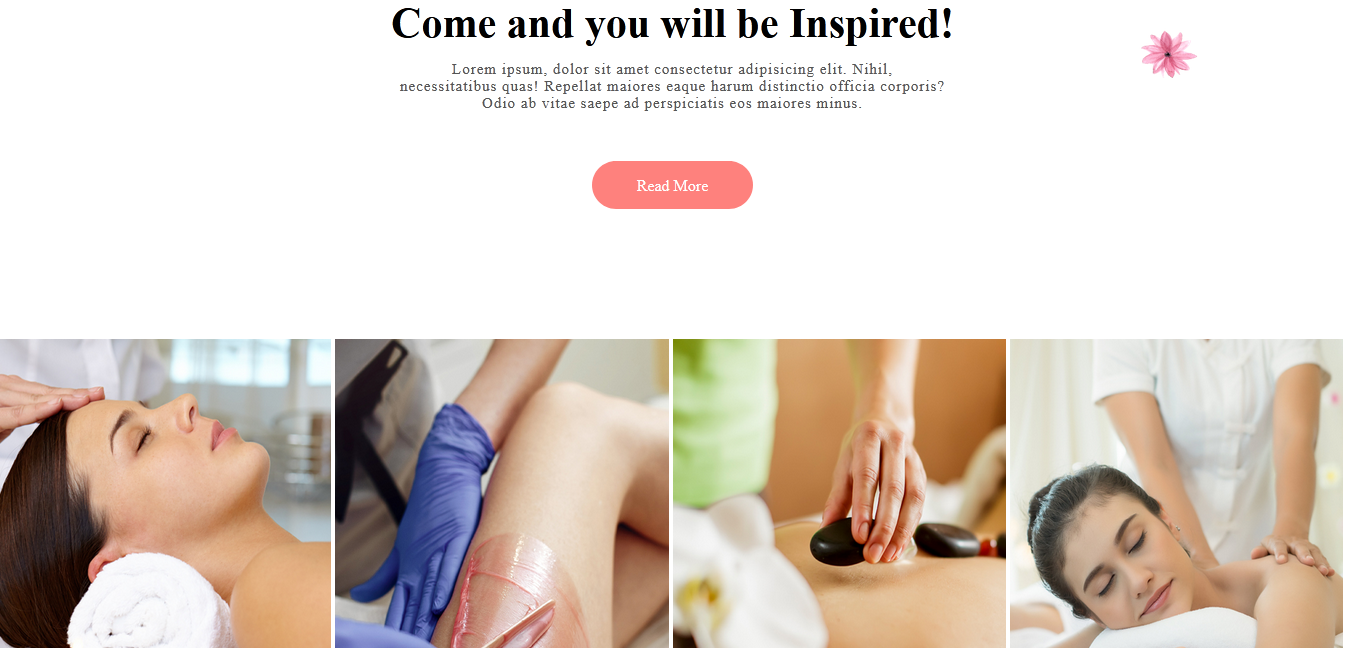 Come and you will be Inspired!
Lorem ipsum, dolor sit amet consectetur adipisicing elit. Nihil,
necessitatibus quas! Repellat maiores eaque harum distinctio officia corporis?
Odio ab vitae saepe ad perspiciatis eos maiores minus.
Read More